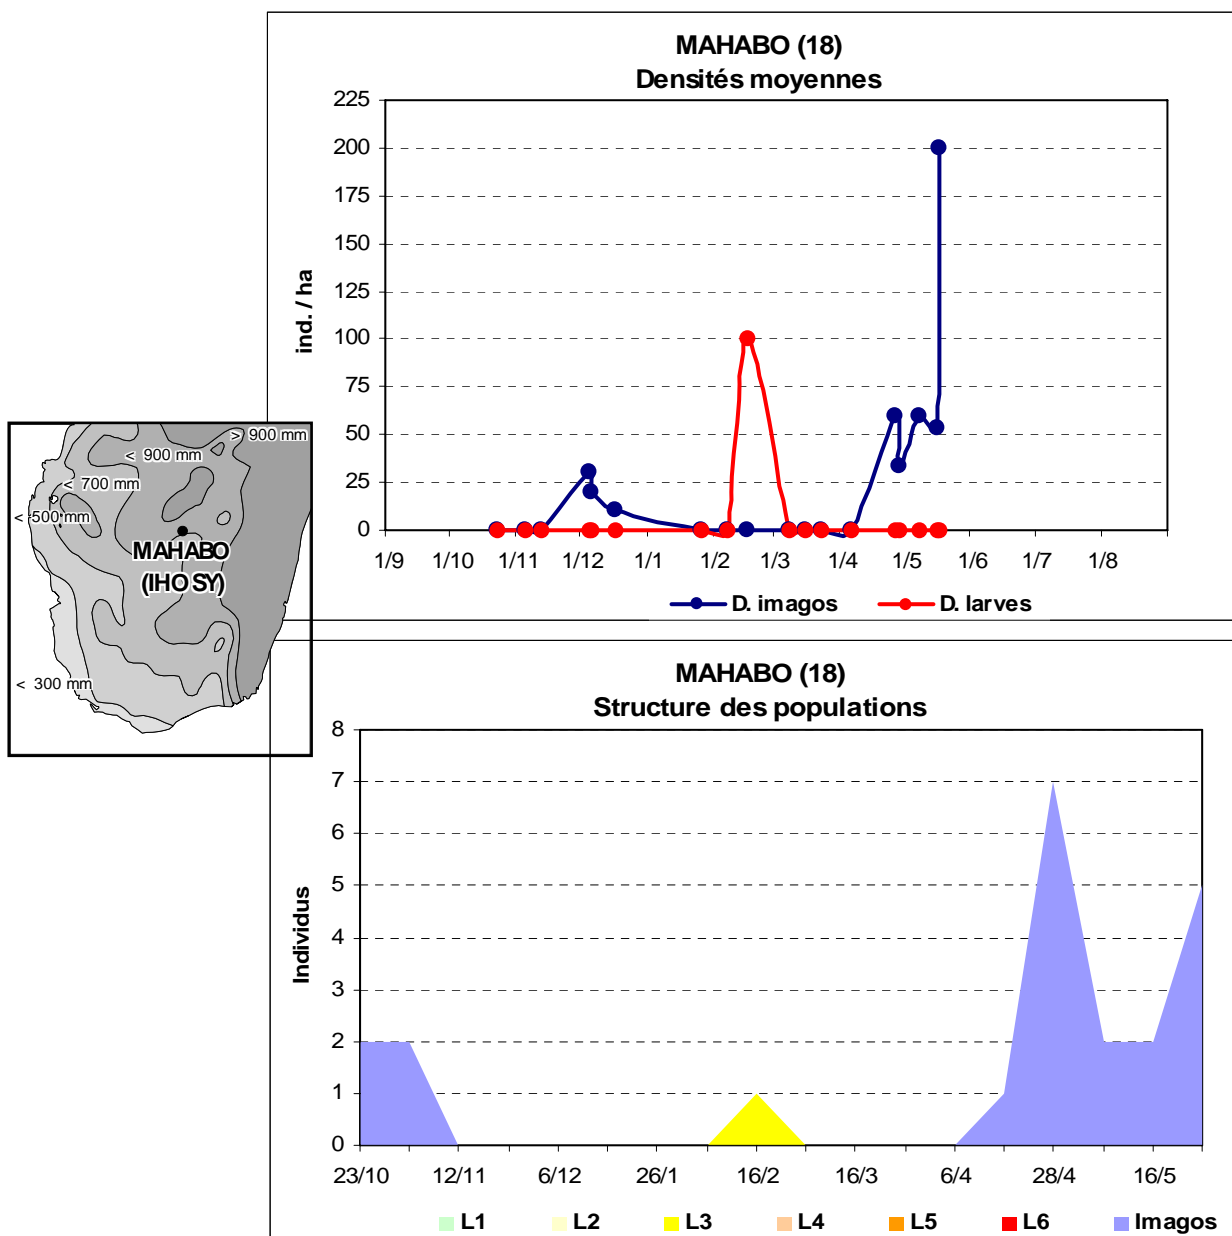 MAHABO (18)
Densités moyennes
225
200
175
150
125
100
75
50
25
0
ind. / ha
1/9 1/10 1/11 1/12 1/1 1/2 1/3 1/4 1/5 1/6 1/7 1/8
D. imagos D. larves
> 900 mm
< 900 mm
< 700 mm
< 500 mm
MAHABO
(IHOSY)
< 300 mm
MAHABO (18)
Structure des populations
8
7
6
5
4
3
2
1
0
Individus
23/10 12/11 6/12 26/1 16/2 16/3 6/4 28/4 16/5
L1 L2 L3 L4 L5 L6 Imagos